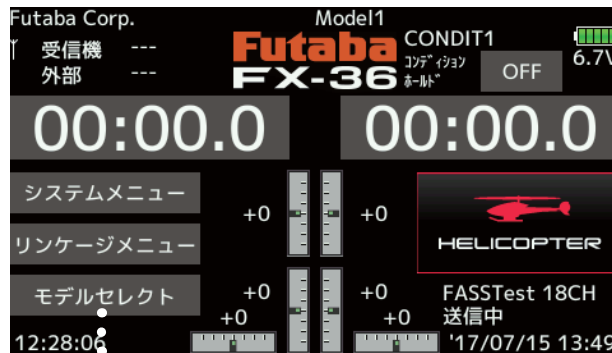 Futaba Corp.
Model1
受信機 ---
外部 ---
Futaba
FX-36
CONDIT1
コンディション
ホールド
OFF
6.7V
00:00.0
00:00.0
システムメニュー
+0
+0
リンケージメニュー
HELICOPTER
モデルセレクト
+0
+0
FASSTest 18CH
+0
+0
送信中
12:28:06
'17/07/15 13:49